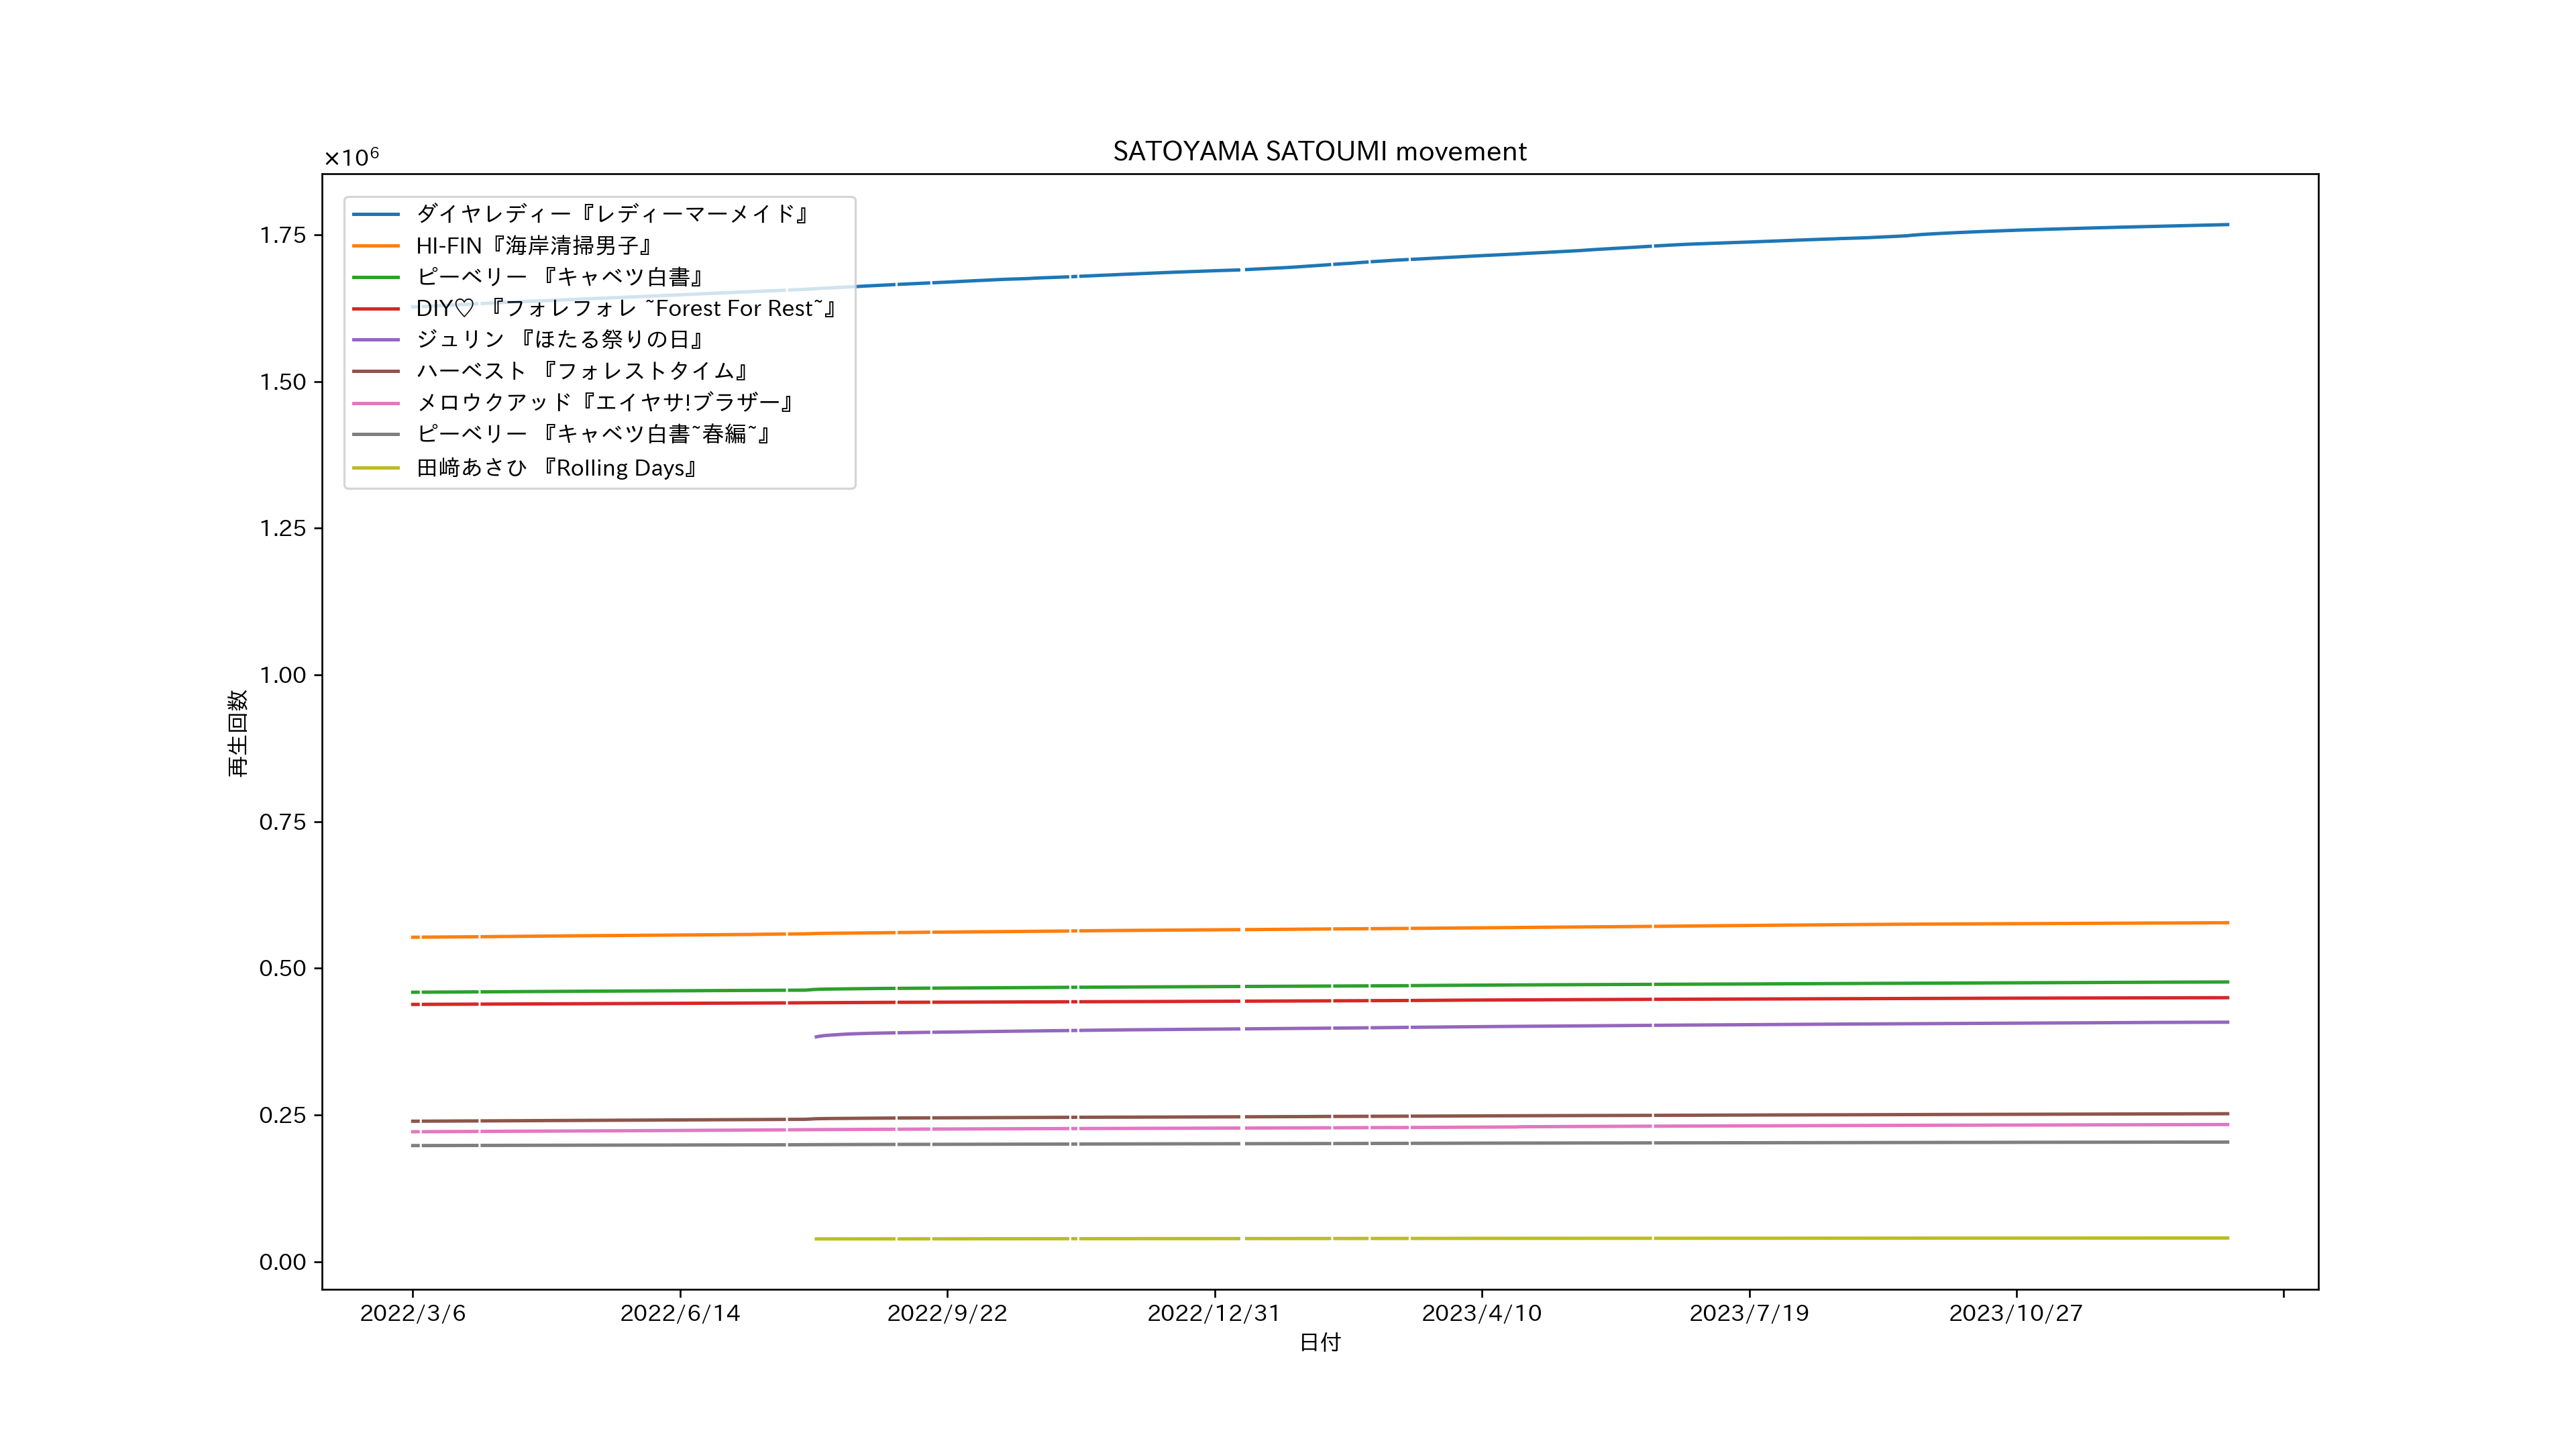 SATOYAMA SATOUMI movement
×10⁶
ダイヤレディー『レディーマーメイド』
HI-FIN『海岸清掃男子』
ピーベリー 『キャベツ白書』
DIY♡ 『フォレフォレ ~Forest For Rest~』
ジュリン 『ほたる祭りの日』
ハーベスト 『フォレストタイム』
メロウクアッド『エイヤサ!ブラザー』
ピーベリー 『キャベツ白書~春編~』
田﨑あさひ 『Rolling Days』
1.75
1.50
1.25
1.00
0.75
0.50
0.25
0.00
再生回数
2022/3/6
2022/6/14
2022/9/22
2022/12/31
2023/4/10
2023/7/19
2023/10/27
日付